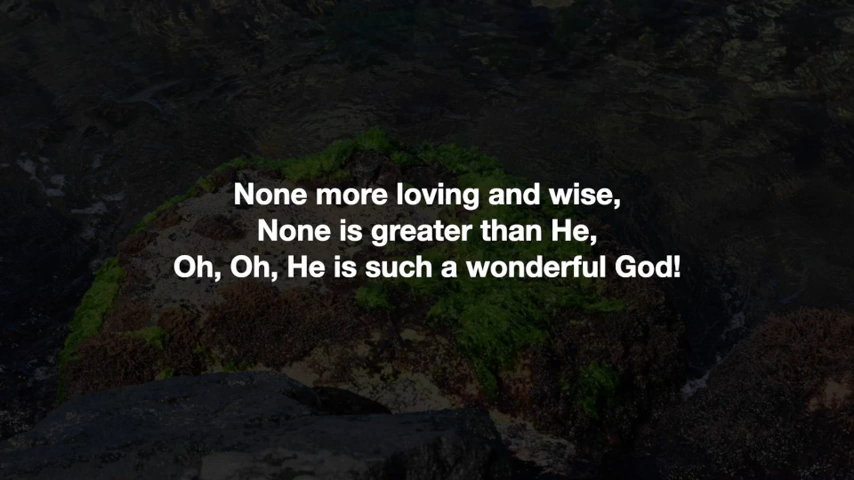 None more loving and wise,
None is greater than He,
Oh, Oh, He is such a wonderful God!